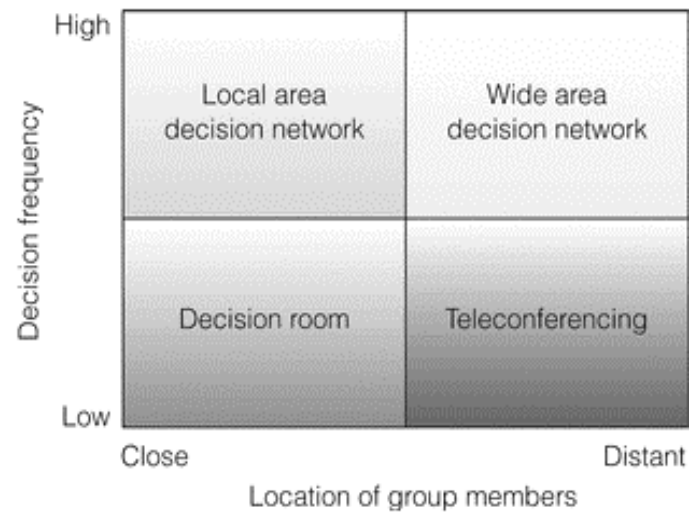 High
Local area
decision network
Wide area
decision network
Decision frequency
Decision room
Teleconferencing
Low
Close
Distant
Location of group members